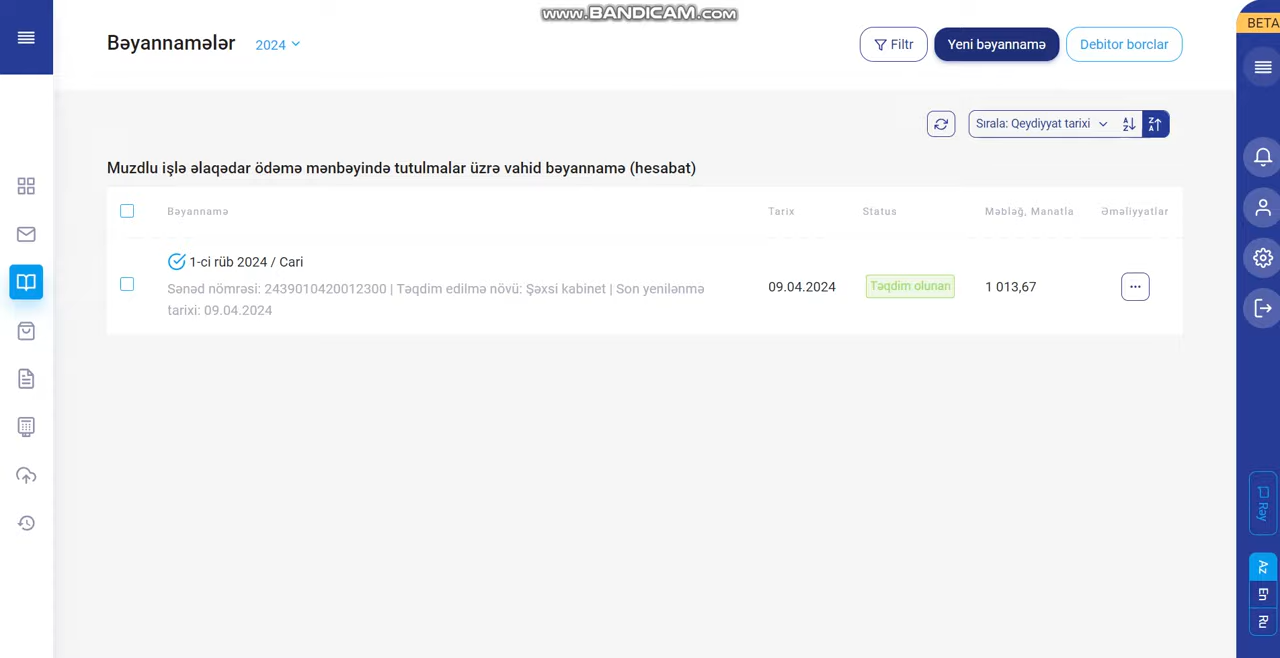 www.BANDICAM.com
BETA
Bəyannamələr 2024
Filtr Yeni bəyannamə Debitor borclar
Sırala: Qeydiyyat tarixi
Muzdlu işlə əlaqədar ödəmə mənbəyində tutulmalar üzrə vahid bəyannamə (hesabat)
Bəyannamə Tarix Status Məbləğ, Manatla Əməliyyatlar
1-ci rüb 2024 / Cari
Sənəd nömrəsi: 2439010420012300 | Təqdim edilmə növü: Şəxsi kabinet | Son yenilənmə
tarixi: 09.04.2024
09.04.2024 Təqdim olunan 1 013,67
Rəy
Az
En
Ru